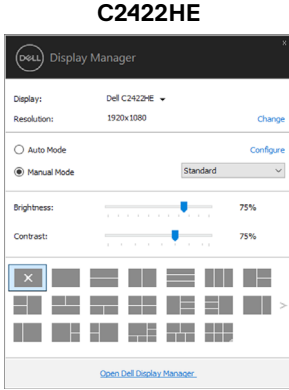 C2422HE
DELL Display Manager
x
Display: Dell C2422HE
Resolution: 1920x1080 Change
Auto Mode Configure
Manual Mode Standard
Brightness: 75%
Contrast: 75%
Open Dell Display Manager